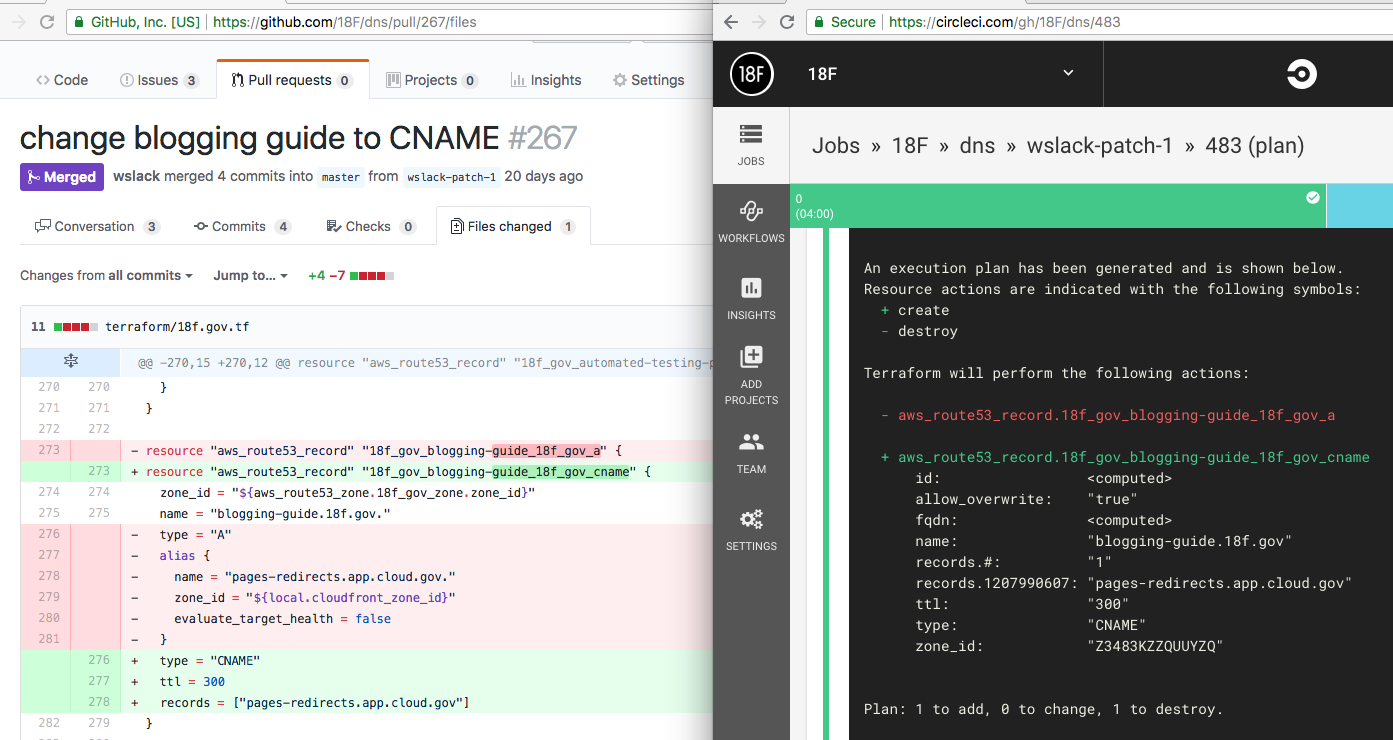 GitHub, Inc. [US] https://github.com/18F/dns/pull/267/files
Code Issues 3 Pull requests 0 Projects 0 Insights Settings
change blogging guide to CNAME #267
Merged wslack merged 4 commits into master from wslack-patch-1 20 days ago
Conversation 3 Commits 4 Checks 0 Files changed 1
Changes from all commits Jump to... +4 −7
11 terraform/18f.gov.tf
@@ -270,15 +270,12 @@ resource "aws_route53_record" "18f_gov_automated-testing-
270 270 }
271 271 }
272 272
273 - resource "aws_route53_record" "18f_gov_blogging-guide_18f_gov_a" {
273 + resource "aws_route53_record" "18f_gov_blogging-guide_18f_gov_cname" {
274 274 zone_id = "${aws_route53_zone.18f_gov_zone.zone_id}"
275 275 name = "blogging-guide.18f.gov."
276 - type = "A"
277 - alias {
278 - name = "pages-redirects.app.cloud.gov."
279 - zone_id = "${local.cloudfront_zone_id}"
280 - evaluate_target_health = false
281 - }
276 + type = "CNAME"
277 + ttl = 300
278 + records = ["pages-redirects.app.cloud.gov"]
282 279 }
Secure https://circleci.com/gh/18F/dns/483
18F 18F
JOBS
Jobs » 18F » dns » wslack-patch-1 » 483 (plan)
0
(04:00)
WORKFLOWS
INSIGHTS
ADD
PROJECTS
TEAM
SETTINGS
An execution plan has been generated and is shown below.
Resource actions are indicated with the following symbols:
+ create
- destroy
Terraform will perform the following actions:
- aws_route53_record.18f_gov_blogging-guide_18f_gov_a
+ aws_route53_record.18f_gov_blogging-guide_18f_gov_cname
id: <computed>
allow_overwrite: "true"
fqdn: <computed>
name: "blogging-guide.18f.gov"
records.#: "1"
records.1207990607: "pages-redirects.app.cloud.gov"
ttl: "300"
type: "CNAME"
zone_id: "Z3483KZZQUUYZQ"
Plan: 1 to add, 0 to change, 1 to destroy.